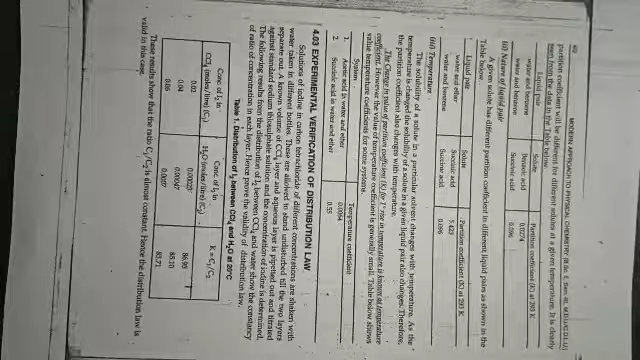 402 MODERN APPROACH TO PHYSICAL CHEMISTRY
partition coefficient will be different for different solutes at a given temperature. It is clearly
seen from the data in the Table below.
Liquid pair Solute Partition coefficient (K) at 293 K
water and benzene Benzoic acid 0.0274
water and benzene Succinic acid 0.096
(ii) Nature of liquid pair
A given solute has different partition coefficient in different liquid pairs as shown in the
Table below.
Liquid pair Solute Partition coefficient (K) at 293 K
water and ether Succinic acid 5.422
water and benzene Succinic acid 0.096
(iii) Temperature
The solubility of a solute in a particular solvent changes with temperature. As the
temperature is changed the solubility of a solute in a given liquid pair also changes. Therefore,
the partition coefficient also changes with temperature.
The Change in value of partition coefficient (K) for 1° rise in temperature is known as temperature
coefficient. However, the value of temperature coefficient is generally small. Table below shows
value temperature coefficients for some systems.
System Temperature coefficient
1. Acetic acid in water and ether 0.0094
2. Succinic acid in water and ether 0.55
4.03 EXPERIMENTAL VERIFICATION OF DISTRIBUTION LAW
Solutions of iodine in carbon tetrachloride of different concentrations are shaken with
water taken in different bottles. These are allowed to stand undisturbed till the two layers
separate out. A known volume of CCl4 layer and aqueous layer is pipetted out and titrated
against standard sodium thiosulphate solution and the concentration of iodine is determined.
The following results from the distribution of I2 between CCl4 and water show the constancy
of ratio of concentration in each layer. Hence prove the validity of distribution law.
Table : Distribution of I2 between CCl4 and H2O at 20°C
Conc. of I2 in Conc. of I2 in K = C1/C2
CCl4 (moles/litre) (C1) H2O (moles/litre) (C2)
0.02 0.00023 86.95
0.04 0.00047 85.10
0.06 0.0007 85.71
These results show that the ratio C1/C2 is almost constant. Hence the distribution law is
valid in this case.